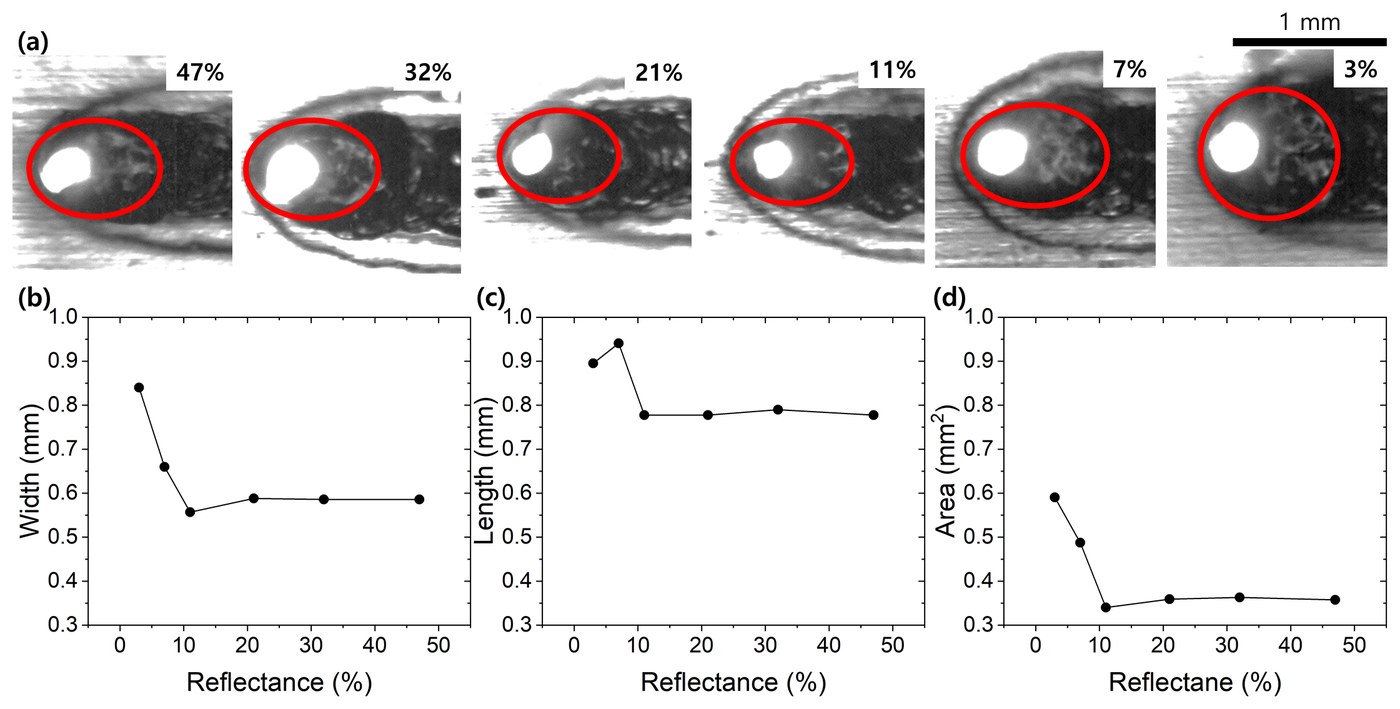 (a)
47%
32%
21%
11%
7%
3%
1 mm
(b)
Width (mm)
1.0
0.9
0.8
0.7
0.6
0.5
0.4
0.3
0 10 20 30 40 50
Reflectance (%)
(c)
Length (mm)
1.0
0.9
0.8
0.7
0.6
0.5
0.4
0.3
0 10 20 30 40 50
Reflectance (%)
(d)
Area (mm²)
1.0
0.9
0.8
0.7
0.6
0.5
0.4
0.3
0 10 20 30 40 50
Reflectane (%)